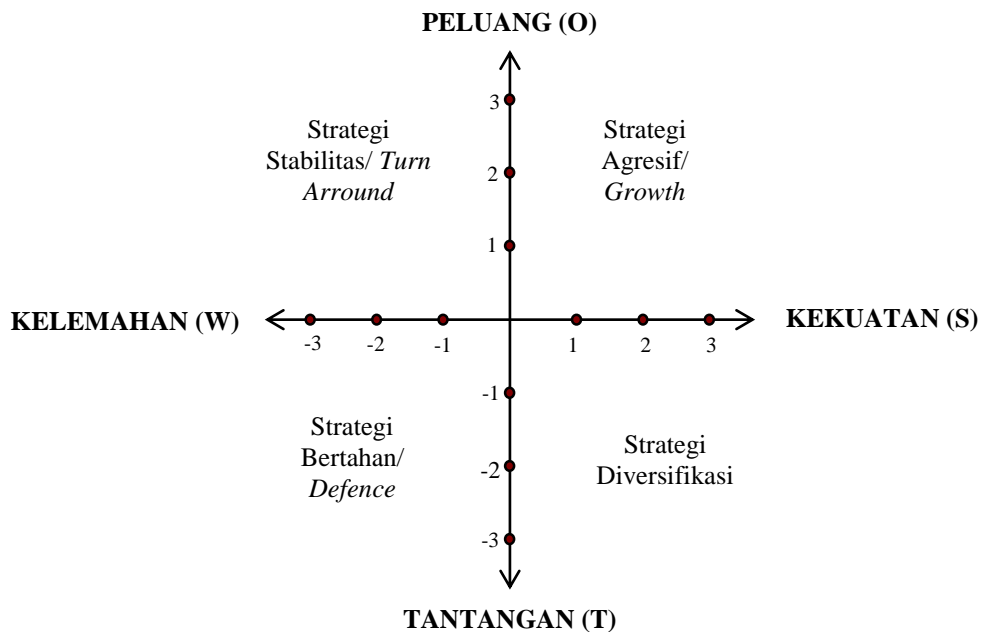 PELUANG (O)
3
Strategi
Stabilitas/ Turn
Arround
Strategi
Agresif/
Growth
2
1
KELEMAHAN (W)
KEKUATAN (S)
-3
-2
-1
1
2
3
-1
Strategi
Bertahan/
Defence
Strategi
Diversifikasi
-2
-3
TANTANGAN (T)